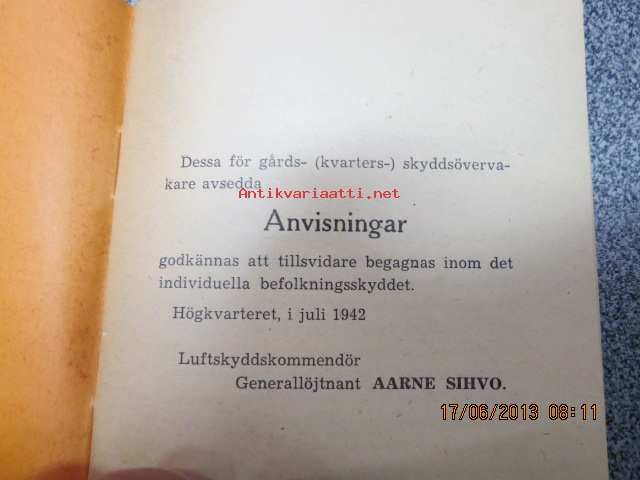 Dessa för gårds- (kvarters-) skyddsöverva-
kare avsedda
Antikvariaatti.net
Anvisningar
godkännas att tillsvidare begagnas inom det
individuella befolkningsskyddet.
Högkvarteret, i juli 1942
Luftskyddskommendör
Generallöjtnant AARNE SIHVO.
17/06/2013 08:11